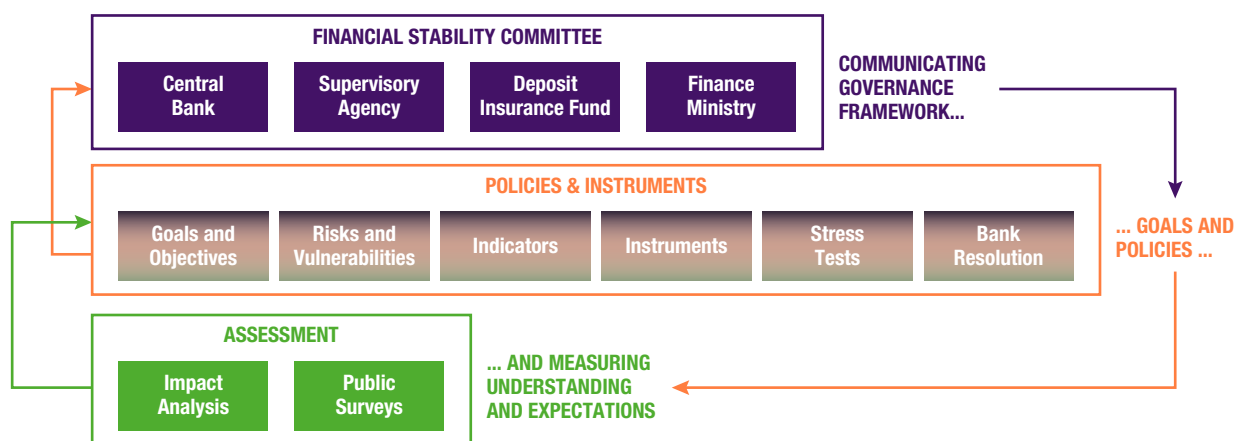 FINANCIAL STABILITY COMMITTEE
Central
Bank
Supervisory
Agency
Deposit
Insurance Fund
Finance
Ministry
COMMUNICATING
GOVERNANCE
FRAMEWORK...
POLICIES & INSTRUMENTS
Goals and
Objectives
Risks and
Vulnerabilities
Indicators
Instruments
Stress
Tests
Bank
Resolution
... GOALS AND
POLICIES ...
ASSESSMENT
Impact
Analysis
Public
Surveys
... AND MEASURING
UNDERSTANDING
AND EXPECTATIONS